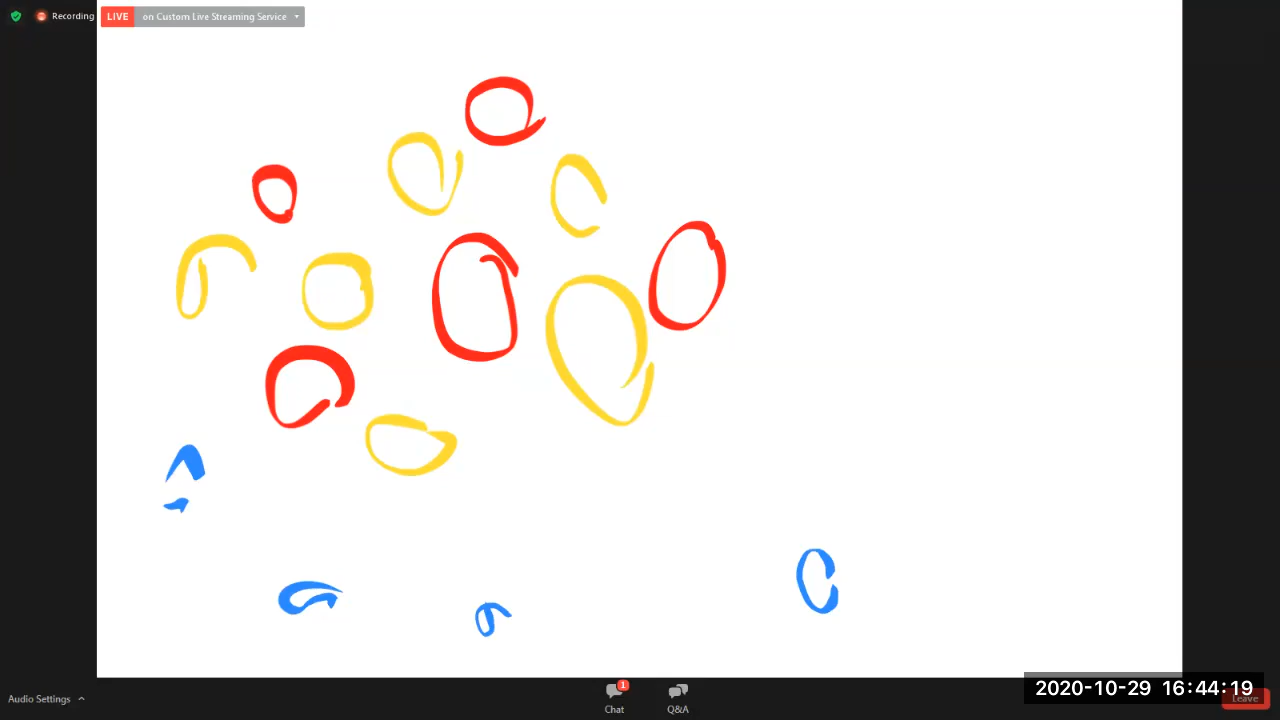 Recording
LIVE on Custom Live Streaming Service
Audio Settings
1
Chat
Q&A
2020-10-29 16:44:19
Leave